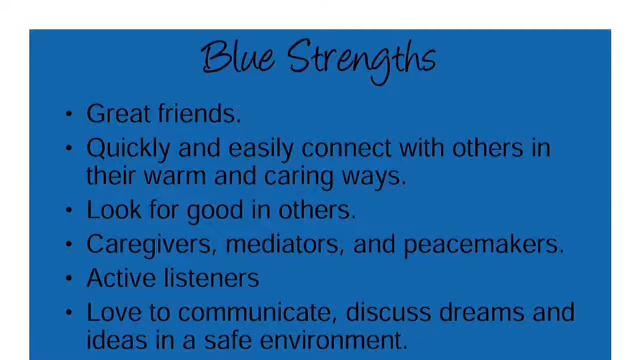 Blue Strengths
• Great friends.
• Quickly and easily connect with others in
their warm and caring ways.
• Look for good in others.
• Caregivers, mediators, and peacemakers.
• Active listeners
• Love to communicate, discuss dreams and
ideas in a safe environment.